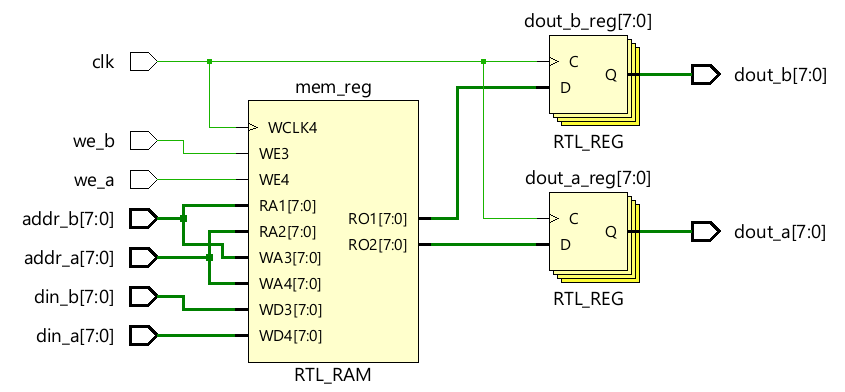 dout_b_reg[7:0]
clk
C
Q
D
dout_b[7:0]
mem_reg
WCLK4
RTL_REG
we_b
WE3
we_a
WE4
dout_a_reg[7:0]
addr_b[7:0]
RA1[7:0]
RO1[7:0]
C
RA2[7:0]
Q
dout_a[7:0]
RO2[7:0]
D
addr_a[7:0]
WA3[7:0]
WA4[7:0]
din_b[7:0]
RTL_REG
WD3[7:0]
din_a[7:0]
WD4[7:0]
RTL_RAM